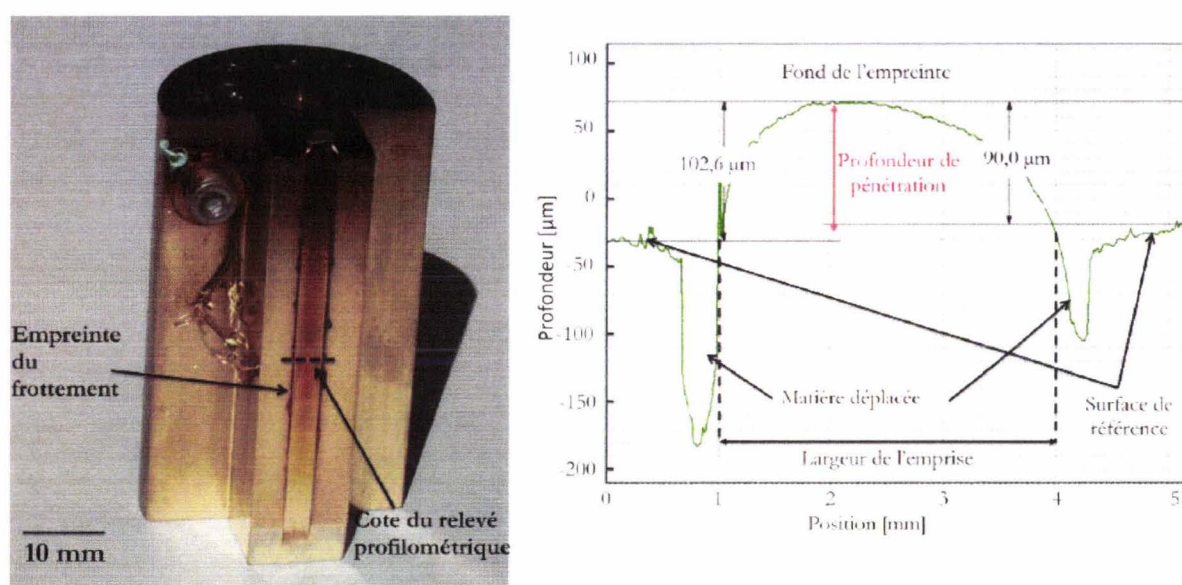 Empreinte
du
frottement
10 mm
Cote du relevé
profilométrique
100
50
0
-50
-100
-150
-200
Profondeur [µm]
Fond de l'empreinte
102,6 µm
Profondeur de
pénétration
90,0 µm
Matière déplacée
Surface de
référence
Largeur de l'emprise
0
1
2
3
4
5
Position [mm]